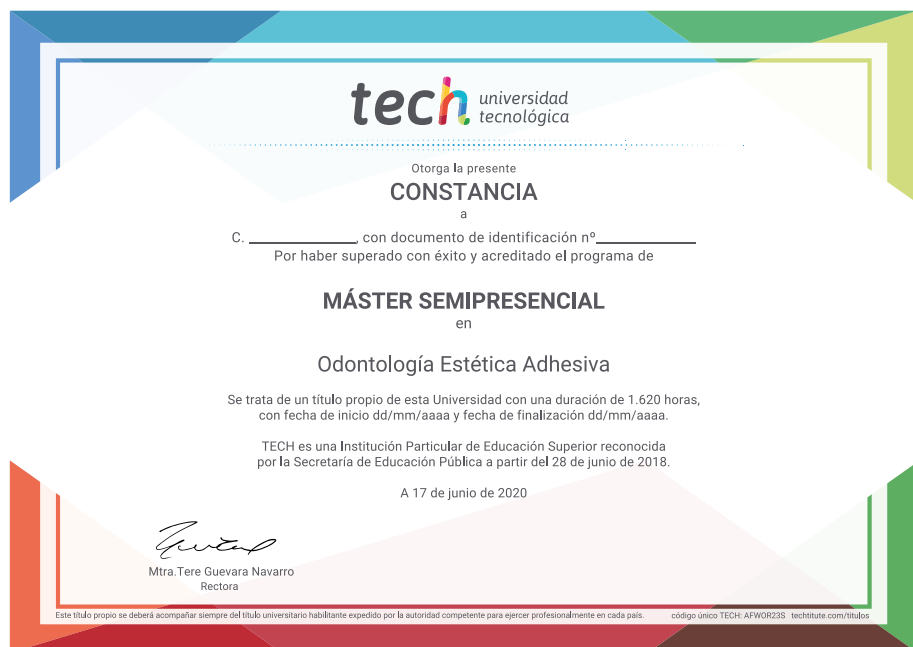 tech universidad
tecnológica
Otorga la presente
CONSTANCIA
a
C. ______________, con documento de identificación nº______________
Por haber superado con éxito y acreditado el programa de
MÁSTER SEMIPRESENCIAL
en
Odontología Estética Adhesiva
Se trata de un título propio de esta Universidad con una duración de 1.620 horas,
con fecha de inicio dd/mm/aaaa y fecha de finalización dd/mm/aaaa.
TECH es una Institución Particular de Educación Superior reconocida
por la Secretaría de Educación Pública a partir del 28 de junio de 2018.
A 17 de junio de 2020
Mtra.Tere Guevara Navarro
Rectora
Este título propio se deberá acompañar siempre del título universitario habilitante expedido por la autoridad competente para ejercer profesionalmente en cada país. código único TECH: AFWOR23S techtitute.com/titulos